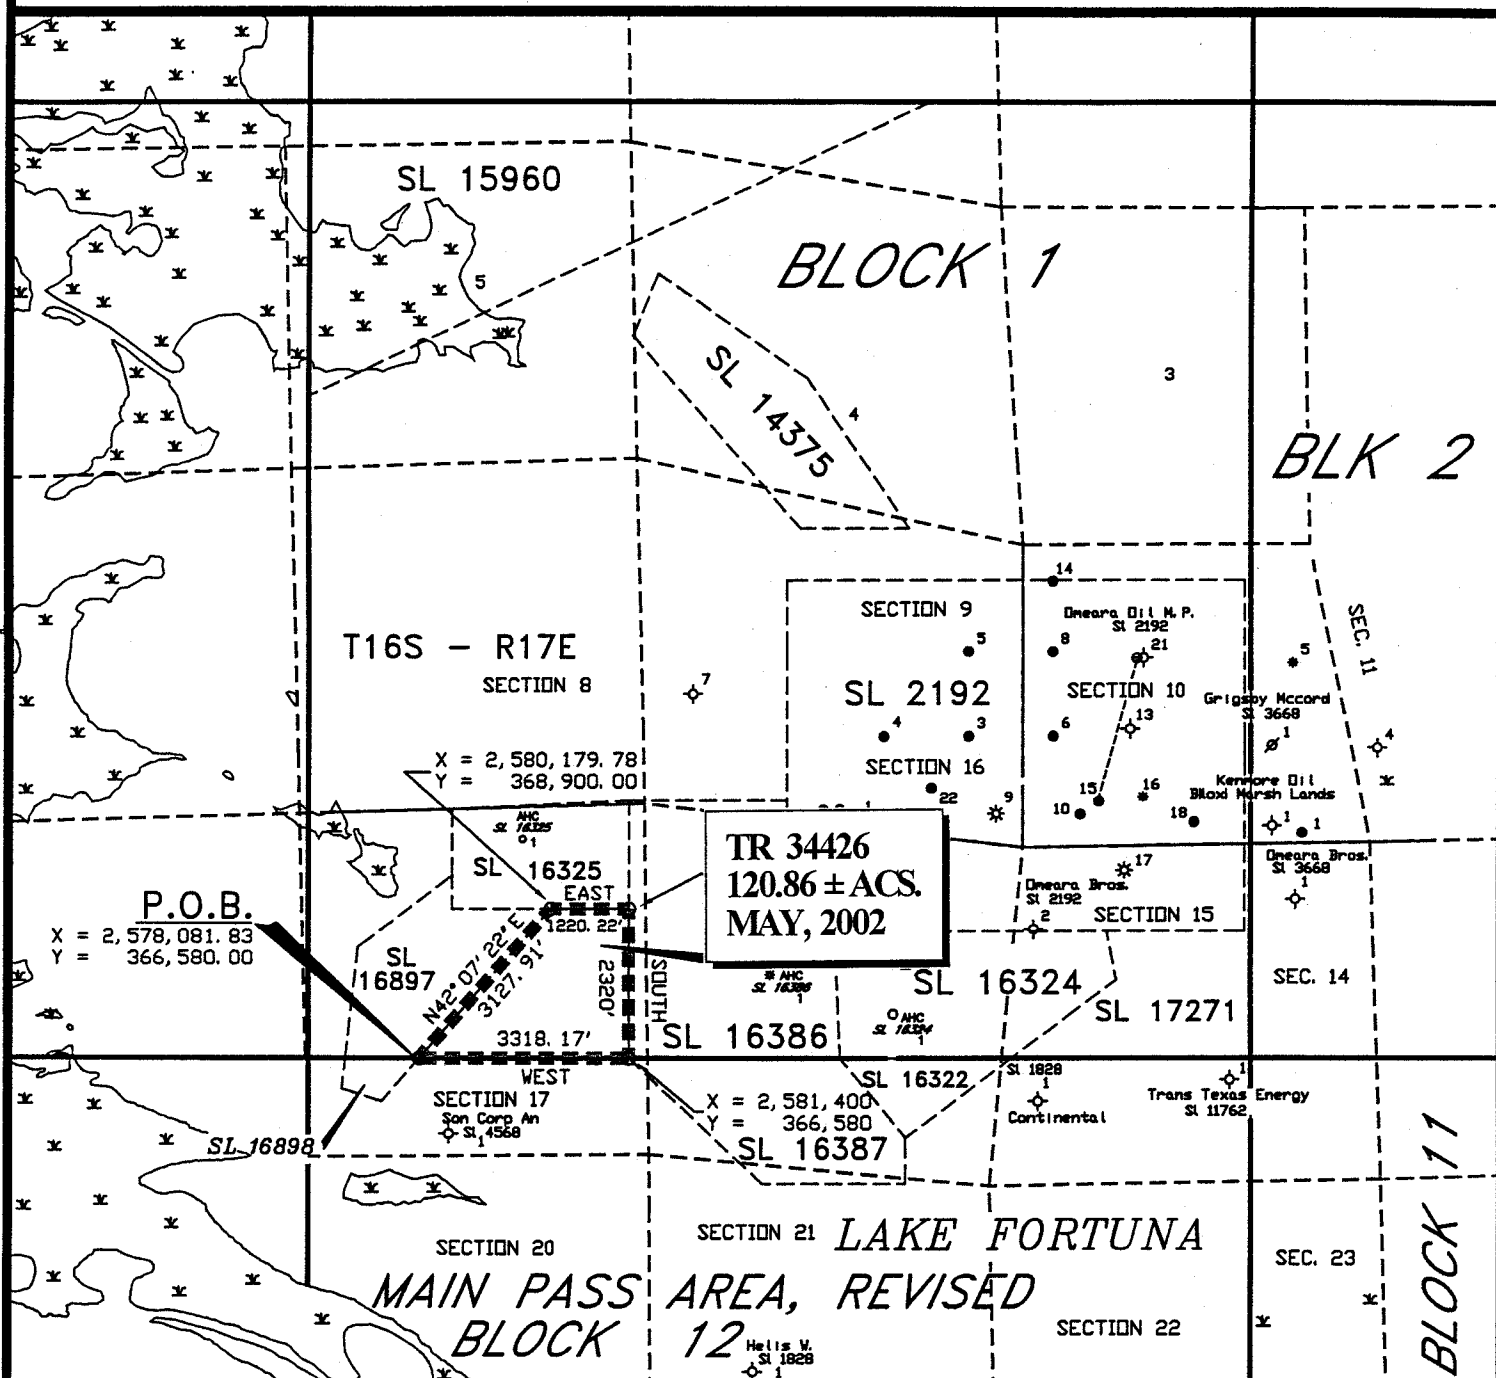 SL 15960
BLOCK 1
5
SL 14375
4
3
BLK 2
14
SECTION 9
Omeara Oil M. P.
SL 2192
5
8
21
5
SEC. 11
T16S - R17E
SECTION 8
7
SL 2192
SECTION 10
Grigsby Mccord
SL 3668
4
3
6
13
1
4
X = 2,580,179.78
Y = 368,900.00
SECTION 16
22
9
15
10
16
18
Kenmore Oil
Biloxi Marsh Lands
1
1
AHC
SL 16325
1
SL 16325
TR 34426
120.86 ± ACS.
MAY, 2002
17
Omeara Bros.
SL 2192
2
Omeara Bros.
SL 3668
1
SECTION 15
P.O.B.
X = 2,578,081.83
Y = 366,580.00
EAST
1220.22'
SL
16897
N42°07'22"E
3127.91'
2320'
SOUTH
AHC
SL 16386
1
SL 16324
SEC. 14
AHC
SL 16324
1
SL 17271
3318.17'
WEST
SL 16386
SL 16322
SL 1828
1
Continental
1
Trans Texas Energy
SL 11762
SECTION 17
Son Corp An
SL 4568
1
X = 2,581,400
Y = 366,580
SL 16387
SL 16898
BLOCK 11
SECTION 20
SECTION 21
LAKE FORTUNA
SEC. 23
MAIN PASS AREA, REVISED
BLOCK 12
SECTION 22
Helis W.
SL 1828
1